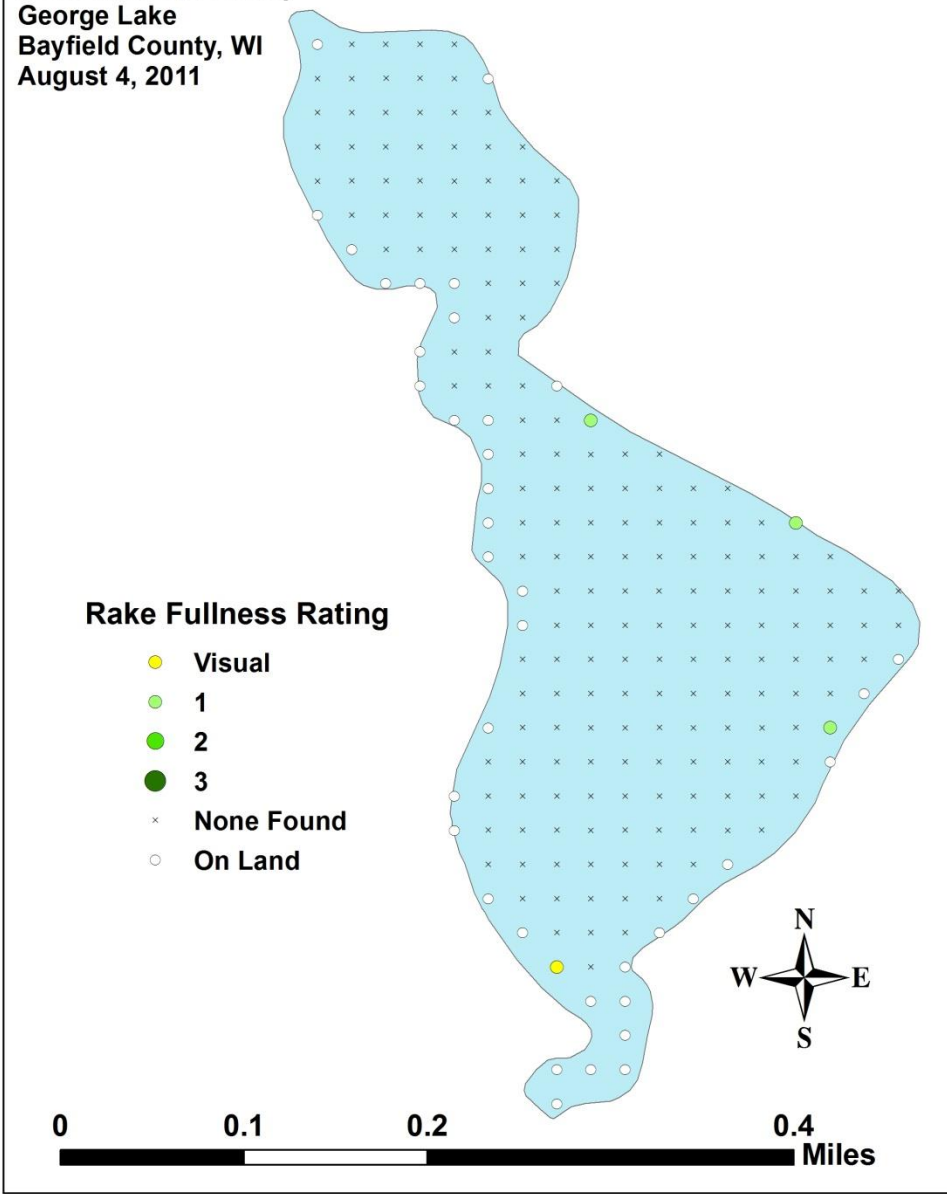 George Lake
Bayfield County, WI
August 4, 2011
Rake Fullness Rating
Visual
1
2
3
None Found
On Land
N
W E
S
0 0.1 0.2 0.4
Miles